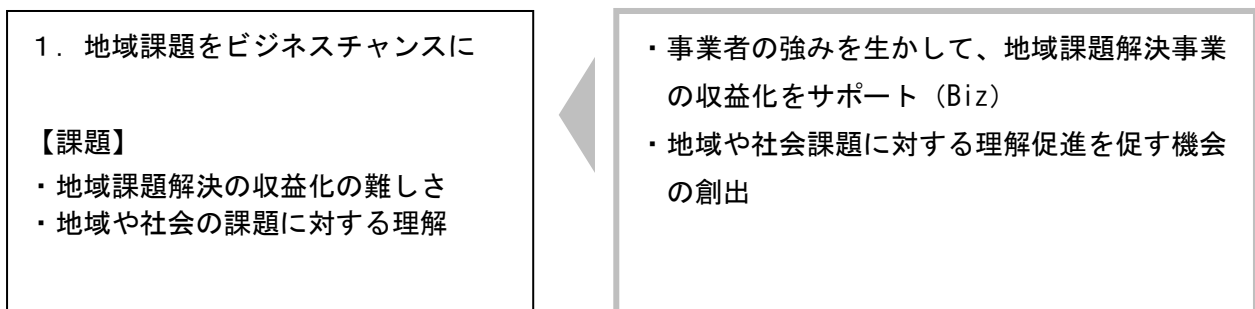 １．地域課題をビジネスチャンスに
【課題】
・地域課題解決の収益化の難しさ
・地域や社会の課題に対する理解
・事業者の強みを生かして、地域課題解決事業
の収益化をサポート（Biz）
・地域や社会課題に対する理解促進を促す機会
の創出